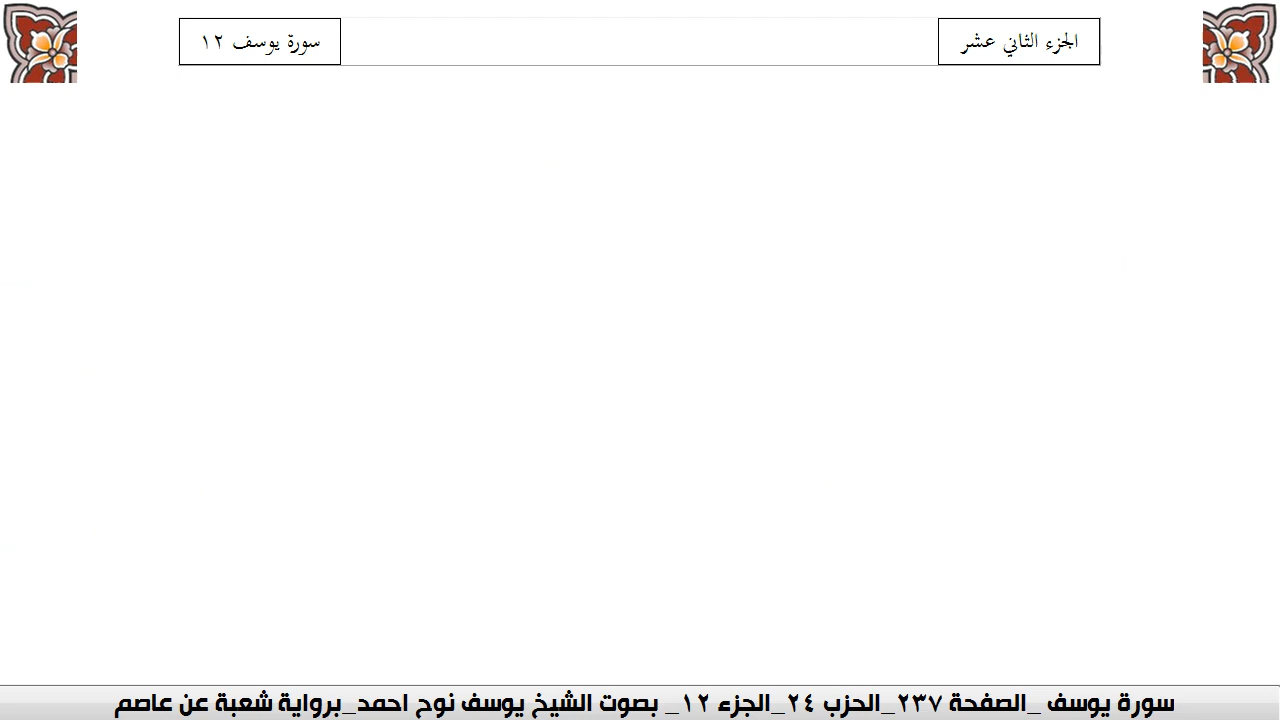 الجزء الثاني عشر
سورة يوسف ١٢
سورة يوسف _الصفحة ٢٣٧_الحزب ٢٤_الجزء ١٢_ بصوت الشيخ يوسف نوح احمد_برواية شعبة عن عاصم